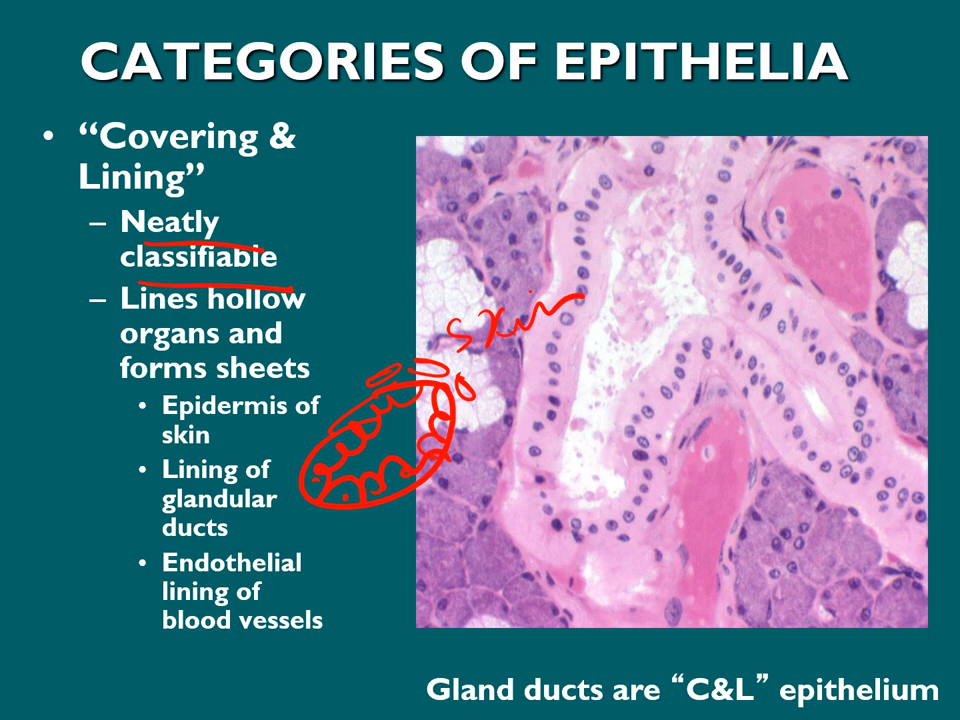 CATEGORIES OF EPITHELIA
• “Covering &
Lining”
– Neatly
classifiable
– Lines hollow
organs and
forms sheets
• Epidermis of
skin
• Lining of
glandular
ducts
• Endothelial
lining of
blood vessels
skin
Gland ducts are “C&L” epithelium